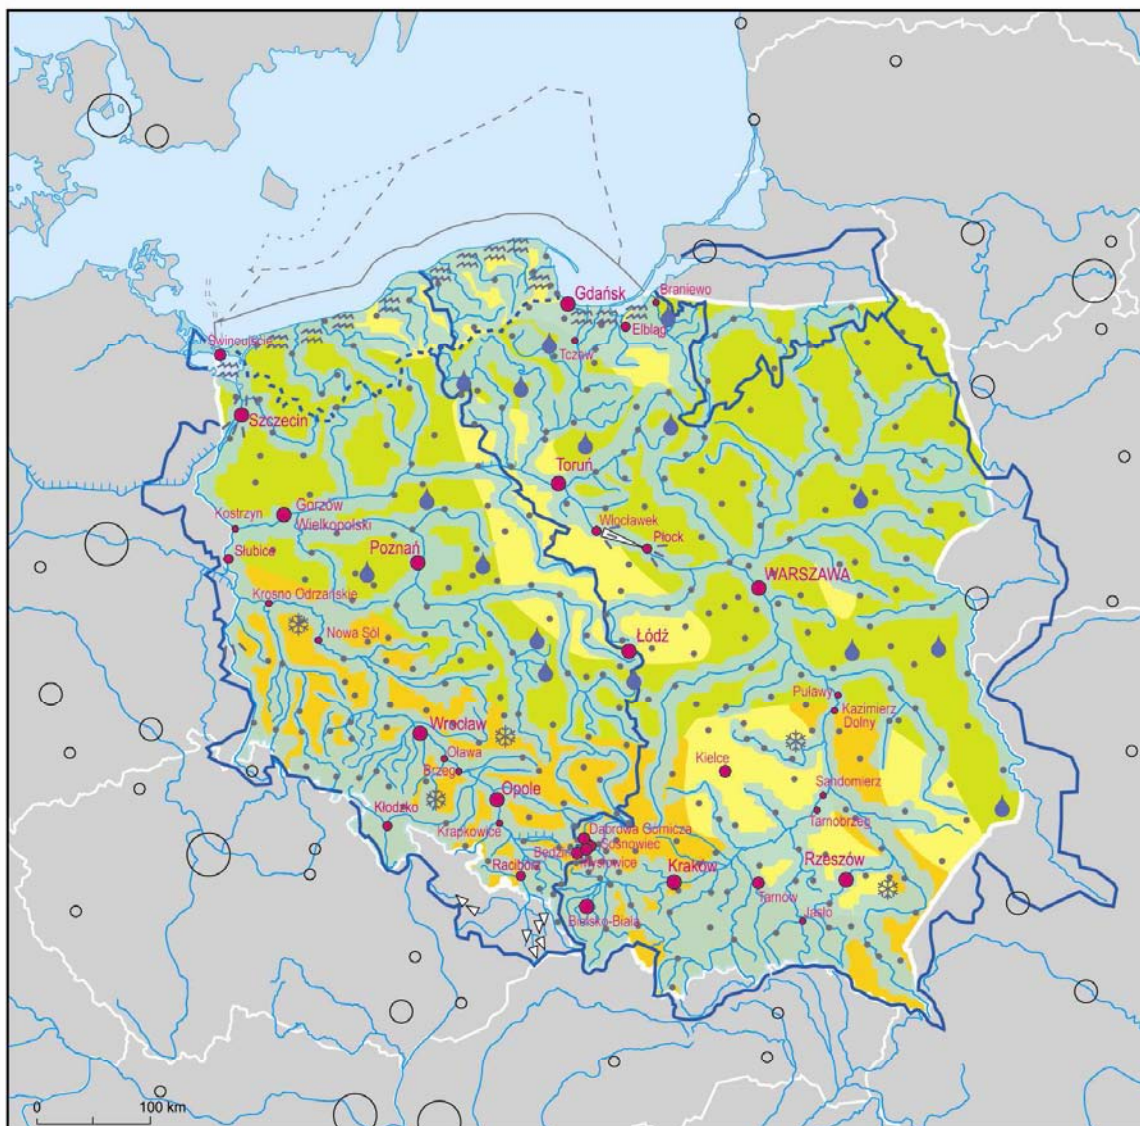 Gdańsk
Braniewo
Elbląg
Tczew
Świnoujście
Szczecin
Toruń
Kostrzyn
Gorzów
Wielkopolski
Włocławek
Płock
Słubice
Poznań
WARSZAWA
Krosno Odrzańskie
Nowa Sól
Łódź
Puławy
Kazimierz
Dolny
Wrocław
Oława
Brzeg
Kielce
Opole
Sandomierz
Tarnobrzeg
Kłodzko
Krapkowice
Dąbrowa Górnicza
Sosnowiec
Będzin
Mysłowice
Racibórz
Kraków
Tarnów
Rzeszów
Bielsko-Biała
Jasło
0
100 km